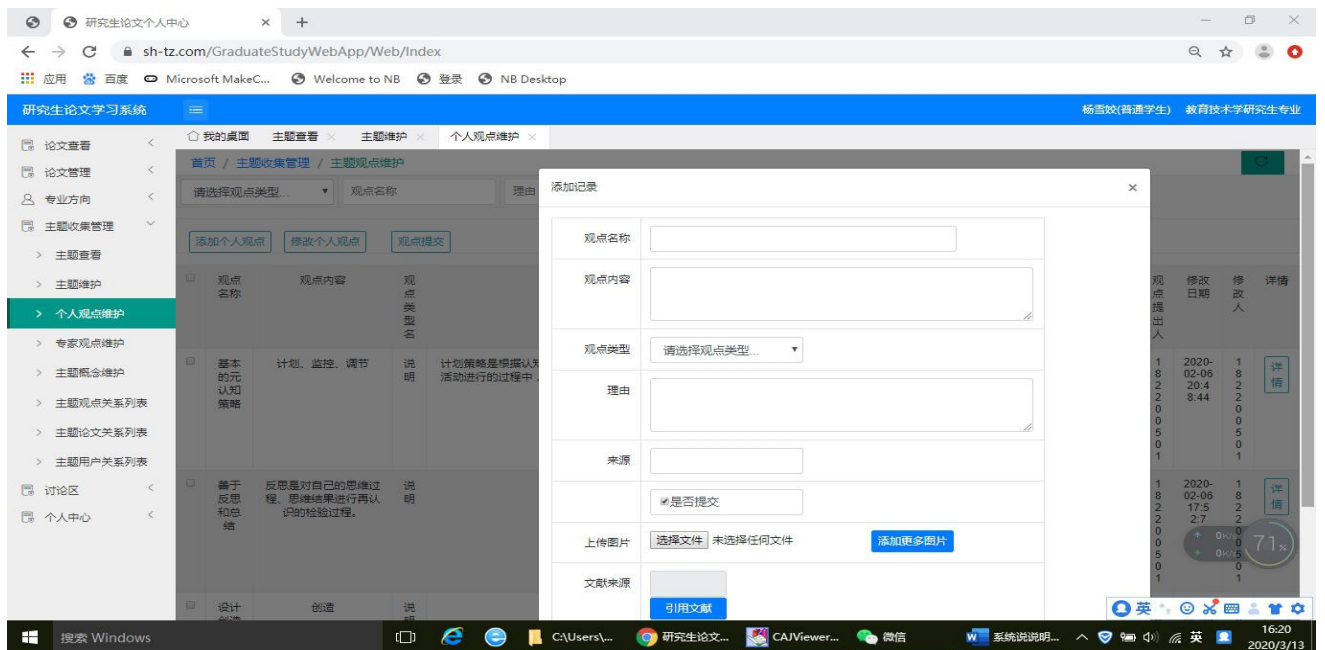 研究生论文个人中心
sh-tz.com/GraduateStudyWebApp/Web/Index
应用 百度 Microsoft MakeC... Welcome to NB 登录 NB Desktop
研究生论文学习系统 杨雪姣(普通学生) 教育技术学研究生专业
我的桌面 主题查看 主题维护 个人观点维护
论文查看
论文管理
专业方向
主题收集管理
主题查看
主题维护
个人观点维护
专家观点维护
主题概念维护
主题观点关系列表
主题论文关系列表
主题用户关系列表
讨论区
个人中心
首页 / 主题收集管理 / 主题观点维护
请选择观点类型... 观点名称 理由
添加个人观点 修改个人观点 观点提交
观点名称 观点内容 观点类型名
基本的元认知策略 计划、监控、调节 说明 计划策略是根据认知
活动进行的过程中,
善于反思和总结 反思是对自己的思维过程、思维结果进行再认识的检验过程。 说明
设计 创造 说
添加记录
观点名称
观点内容
观点类型 请选择观点类型...
理由
来源
是否提交
上传图片 选择文件 未选择任何文件 添加更多图片
文献来源
引用文献
观点提出人 修改日期 修改人 详情
182200501 2020-02-06 20:48:44 182200501 详情
2020-02-06 17:52:7 详情
71%
英
搜索 Windows C:\Users\... 研究生论文... CAJViewer... 微信 系统说说明... 英 16:20
2020/3/13